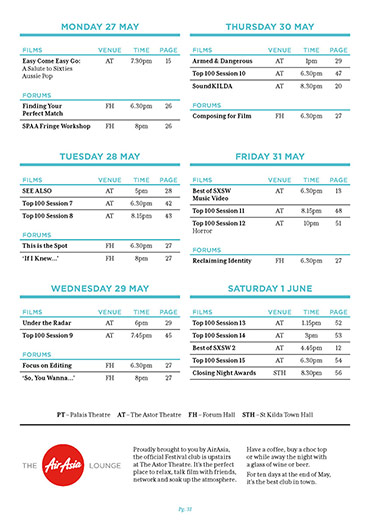 MONDAY 27 MAY
FILMS VENUE TIME PAGE
Easy Come Easy Go: AT 7.30pm 15
A Salute to Sixties
Aussie Pop
FORUMS
Finding Your FH 6.30pm 26
Perfect Match
SPAA Fringe Workshop FH 8pm 26
TUESDAY 28 MAY
FILMS VENUE TIME PAGE
SEE ALSO AT 5pm 28
Top 100 Session 7 AT 6.30pm 42
Top 100 Session 8 AT 8.15pm 43
FORUMS
This is the Spot FH 6.30pm 27
‘If I Knew...’ FH 8pm 27
WEDNESDAY 29 MAY
FILMS VENUE TIME PAGE
Under the Radar AT 6pm 29
Top 100 Session 9 AT 7.45pm 45
FORUMS
Focus on Editing FH 6.30pm 27
‘So, You Wanna...’ FH 8pm 27
THURSDAY 30 MAY
FILMS VENUE TIME PAGE
Armed & Dangerous AT 1pm 29
Top 100 Session 10 AT 6.30pm 47
SoundKILDA AT 8.30pm 20
FORUMS
Composing for Film FH 6.30pm 27
FRIDAY 31 MAY
FILMS VENUE TIME PAGE
Best of SXSW AT 6.30pm 13
Music Video
Top 100 Session 11 AT 8.15pm 48
Top 100 Session 12 AT 10pm 51
Horror
FORUMS
Reclaiming Identity FH 6.30pm 27
SATURDAY 1 JUNE
FILMS VENUE TIME PAGE
Top 100 Session 13 AT 1.15pm 52
Top 100 Session 14 AT 3pm 53
Best of SXSW 2 AT 4.45pm 12
Top 100 Session 15 AT 6.30pm 54
Closing Night Awards STH 8.30pm 56
PT – Palais Theatre AT – The Astor Theatre FH – Forum Hall STH – St Kilda Town Hall
THE AirAsia LOUNGE
Proudly brought to you by AirAsia,
the official Festival club is upstairs
at The Astor Theatre. It's the perfect
place to relax, talk film with friends,
network and soak up the atmosphere.
Have a coffee, buy a choc top
or while away the night with
a glass of wine or beer.
For ten days at the end of May,
it's the best club in town.